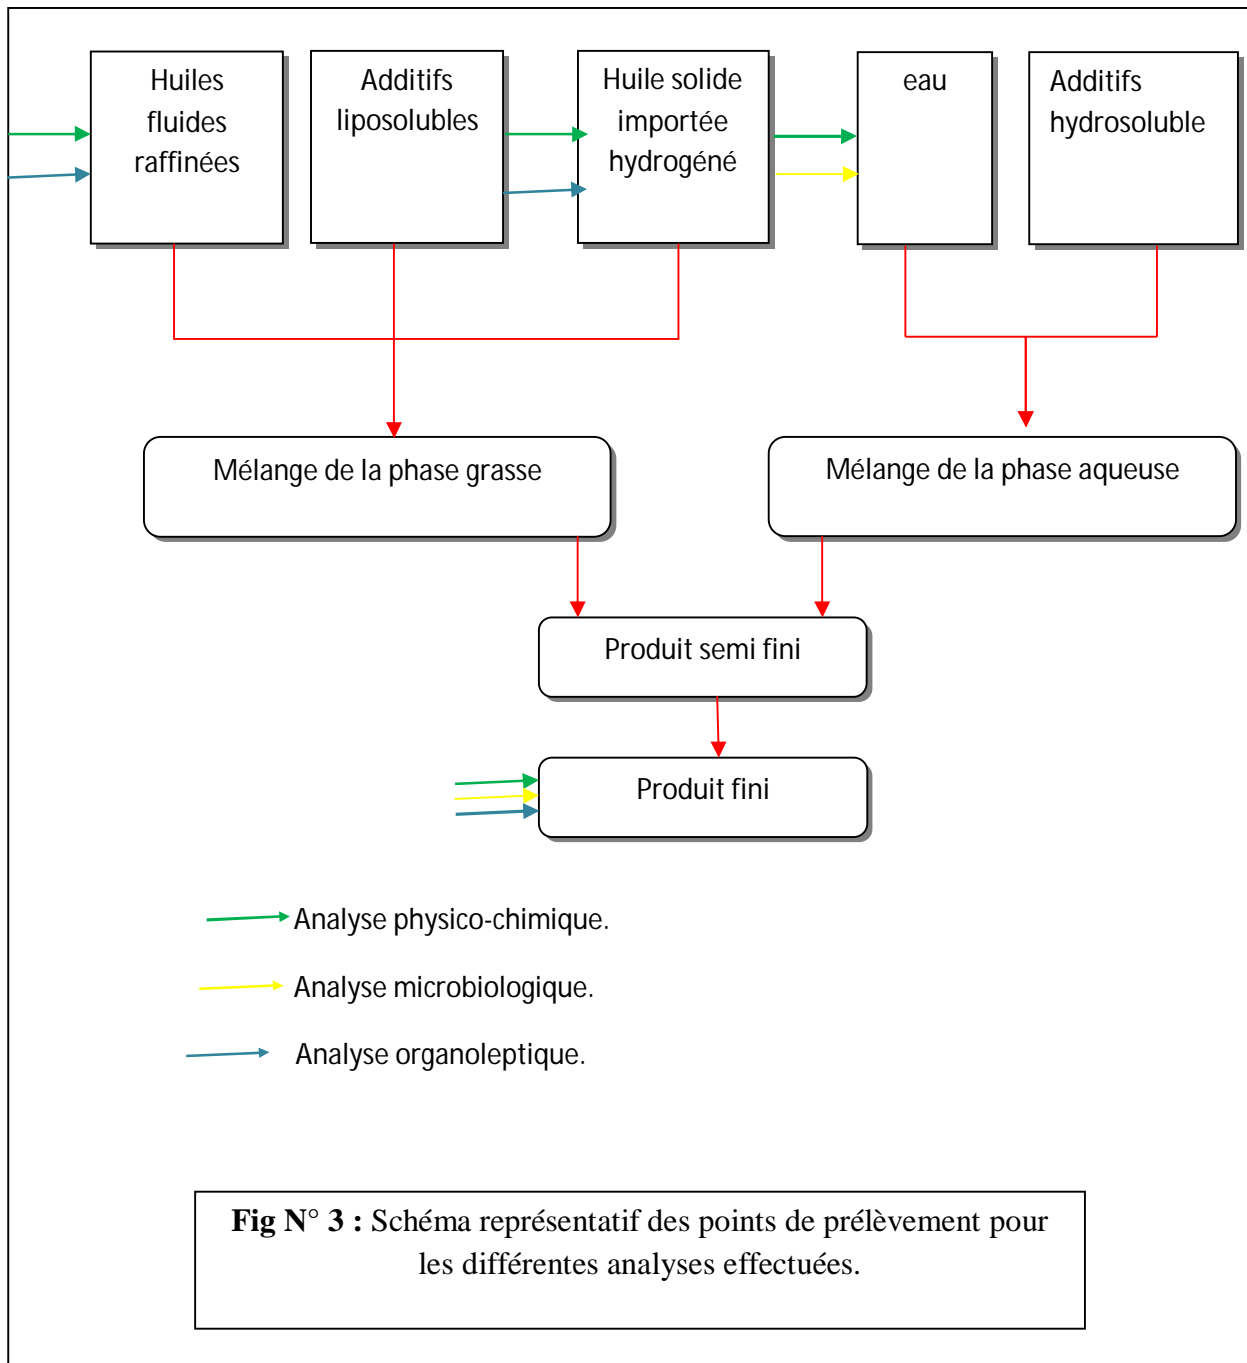 Huiles
fluides
raffinées
Additifs
liposolubles
Huile solide
importée
hydrogéné
eau
Additifs
hydrosoluble
Mélange de la phase grasse
Mélange de la phase aqueuse
Produit semi fini
Produit fini
Analyse physico-chimique.
Analyse microbiologique.
Analyse organoleptique.
Fig N° 3 : Schéma représentatif des points de prélèvement pour
les différentes analyses effectuées.